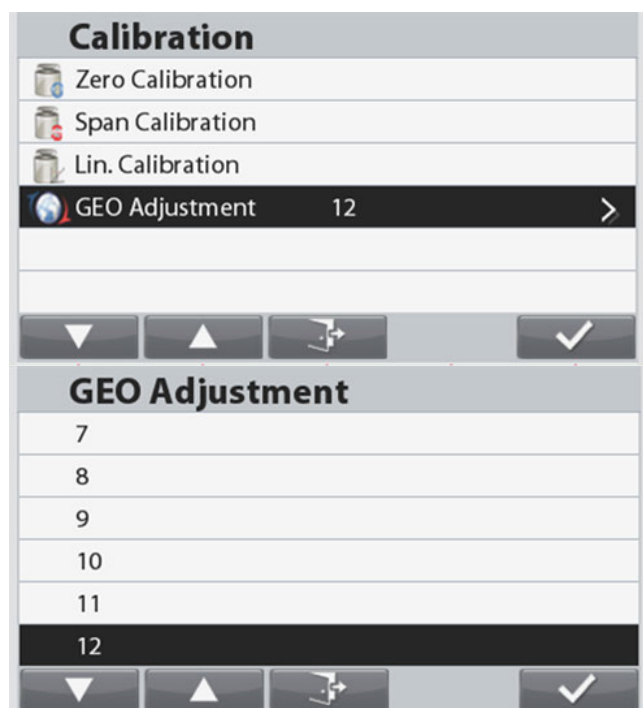 Calibration
Zero Calibration
Span Calibration
Lin. Calibration
GEO Adjustment 12
GEO Adjustment
7
8
9
10
11
12